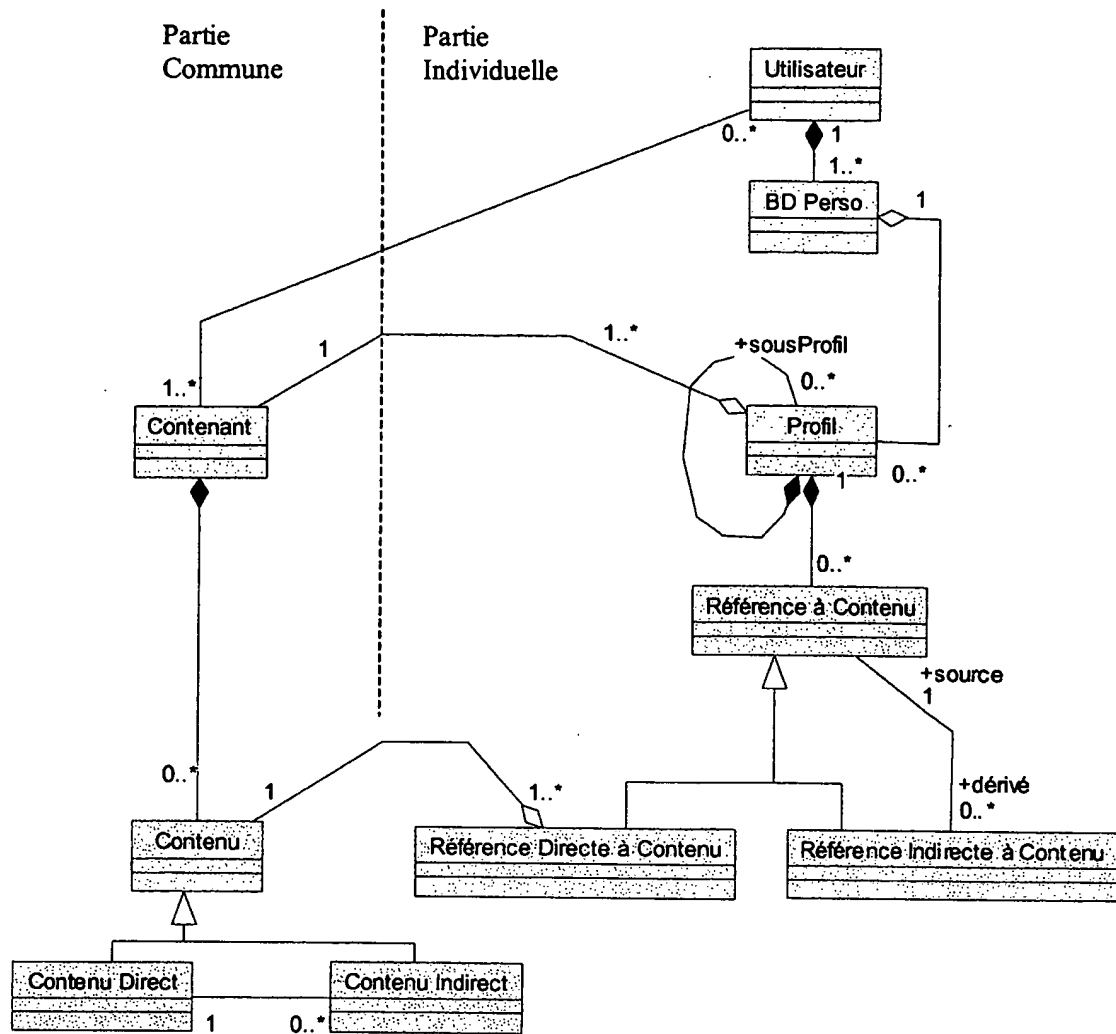 Partie
Commune
Partie
Individuelle
Utilisateur
0..*
1
1..*
BD Perso
1
1
1..*
+sousProfil
0..*
1..*
Contenant
Profil
1
0..*
0..*
Référence à Contenu
+source
1
0..*
1
1..*
+dérivé
0..*
Contenu
Référence Directe à Contenu
Référence Indirecte à Contenu
Contenu Direct
Contenu Indirect
1
0..*